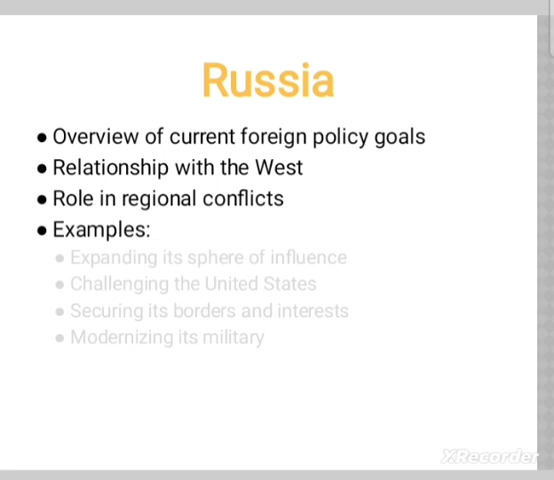 Russia
• Overview of current foreign policy goals
• Relationship with the West
• Role in regional conflicts
• Examples:
• Expanding its sphere of influence
• Challenging the United States
• Securing its borders and interests
• Modernizing its military
XRecorder